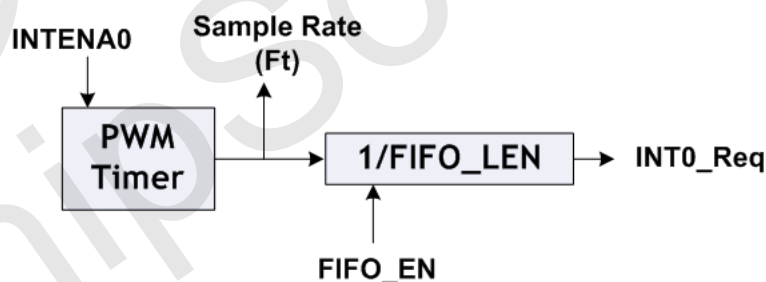 INTENA0
Sample Rate
(Ft)
PWM
Timer
1/FIFO_LEN
INT0_Req
FIFO_EN